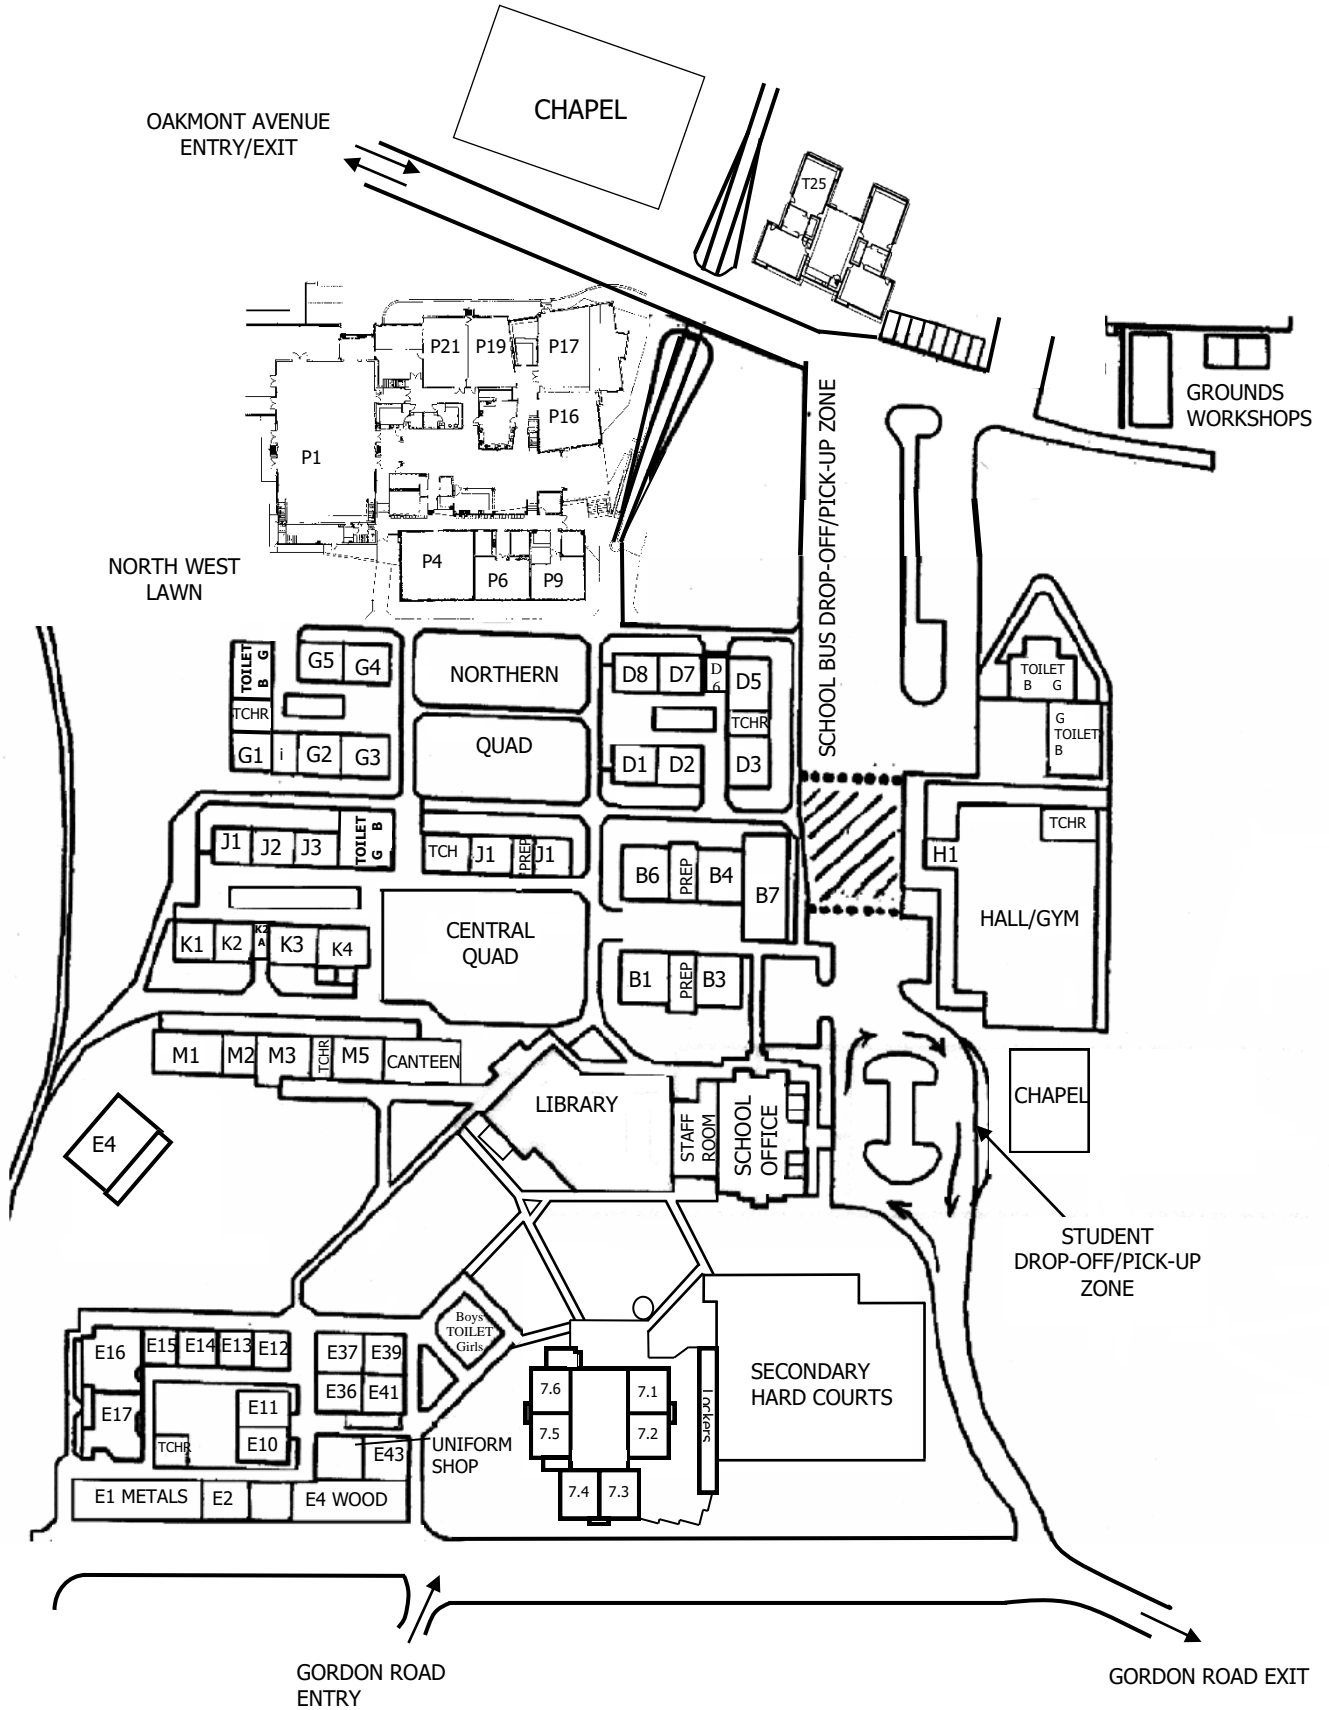 CHAPEL
OAKMONT AVENUE
ENTRY/EXIT
T25
P21
P19
P17
P16
P1
GROUNDS
WORKSHOPS
SCHOOL BUS DROP-OFF/PICK-UP ZONE
NORTH WEST
LAWN
P4
P6
P9
TOILET
B G
G5
G4
TCHR
G1
i
G2
G3
NORTHERN
QUAD
D8
D7
D
6
D5
TCHR
D1
D2
D3
TOILET
B G
G
TOILET
B
J1
J2
J3
TOILET
G B
TCH
J1
PREP
J1
B6
PREP
B4
B7
H1
TCHR
HALL/GYM
K1
K2
K2
A
K3
K4
CENTRAL
QUAD
B1
PREP
B3
M1
M2
M3
TCHR
M5
CANTEEN
LIBRARY
STAFF
ROOM
SCHOOL
OFFICE
CHAPEL
E4
STUDENT
DROP-OFF/PICK-UP
ZONE
E16
E15
E14
E13
E12
E37
E39
E36
E41
Boys
TOILET
Girls
E17
E11
E10
TCHR
E43
UNIFORM
SHOP
E1 METALS
E2
E4 WOOD
7.6
7.1
7.5
7.2
7.4
7.3
Lockers
SECONDARY
HARD COURTS
GORDON ROAD
ENTRY
GORDON ROAD EXIT